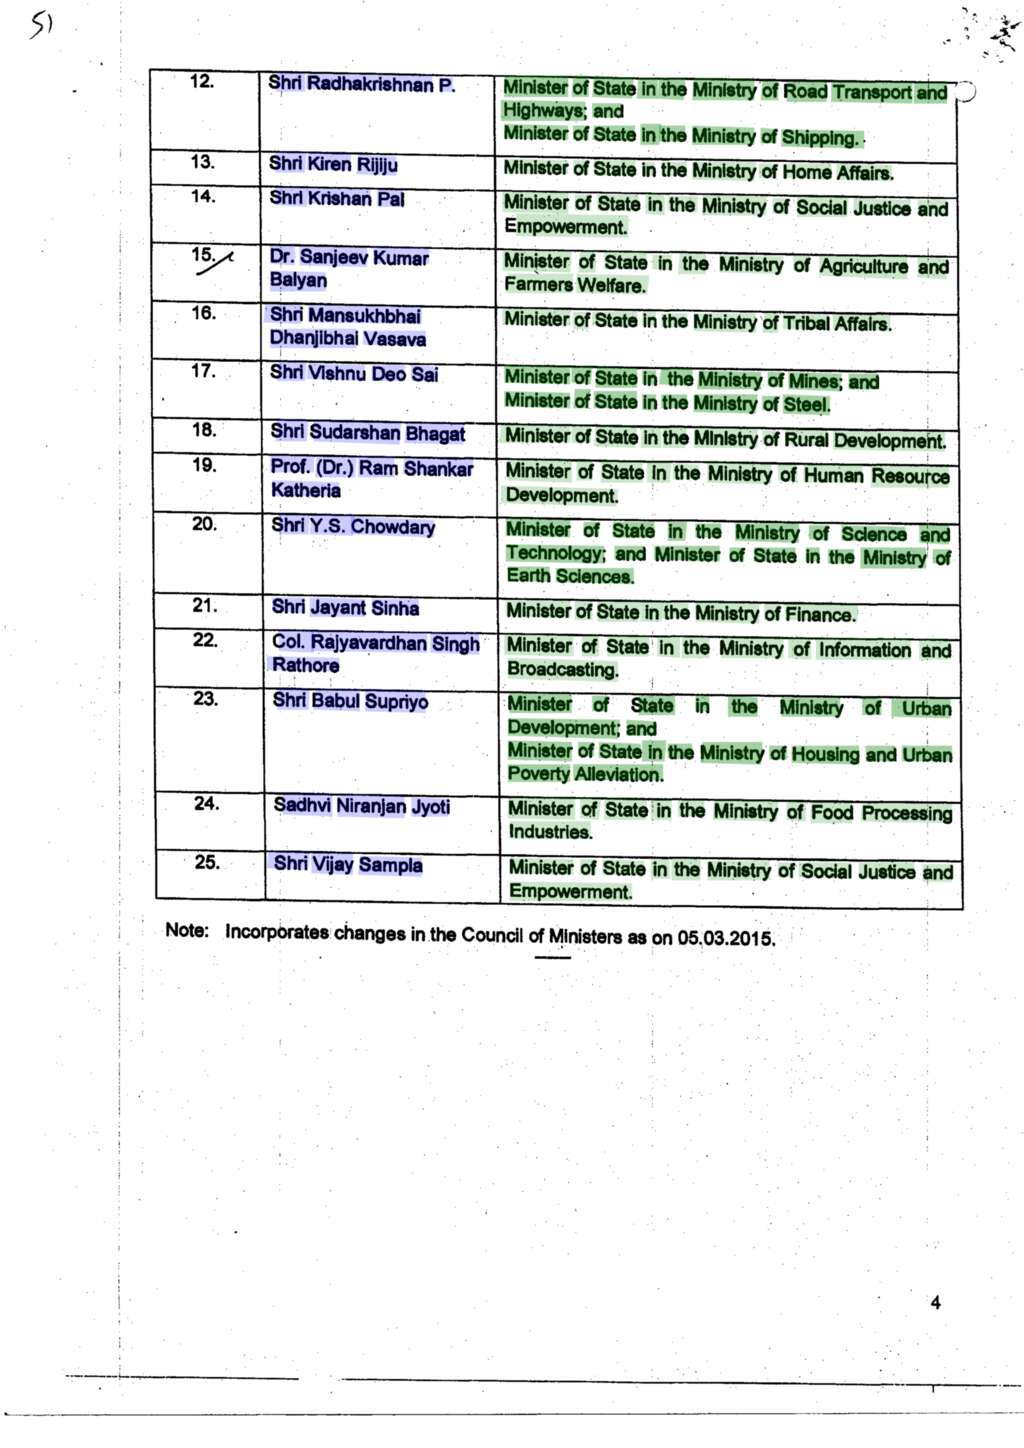 51
12. Shri Radhakrishnan P. Minister of State in the Ministry of Road Transport and
Highways; and
Minister of State in the Ministry of Shipping.
13. Shri Kiren Rijiju Minister of State in the Ministry of Home Affairs.
14. Shri Krishan Pal Minister of State in the Ministry of Social Justice and
Empowerment.
15. Dr. Sanjeev Kumar Minister of State in the Ministry of Agriculture and
Balyan Farmers Welfare.
16. Shri Mansukhbhai Minister of State in the Ministry of Tribal Affairs.
Dhanjibhai Vasava
17. Shri Vishnu Deo Sai Minister of State in the Ministry of Mines; and
Minister of State in the Ministry of Steel.
18. Shri Sudarshan Bhagat Minister of State in the Ministry of Rural Development.
19. Prof. (Dr.) Ram Shankar Minister of State in the Ministry of Human Resource
Katheria Development.
20. Shri Y.S. Chowdary Minister of State in the Ministry of Science and
Technology; and Minister of State in the Ministry of
Earth Sciences.
21. Shri Jayant Sinha Minister of State in the Ministry of Finance.
22. Col. Rajyavardhan Singh Minister of State in the Ministry of Information and
Rathore Broadcasting.
23. Shri Babul Supriyo Minister of State in the Ministry of Urban
Development; and
Minister of State in the Ministry of Housing and Urban
Poverty Alleviation.
24. Sadhvi Niranjan Jyoti Minister of State in the Ministry of Food Processing
Industries.
25. Shri Vijay Sampla Minister of State in the Ministry of Social Justice and
Empowerment.
Note: Incorporates changes in the Council of Ministers as on 05.03.2015.
4